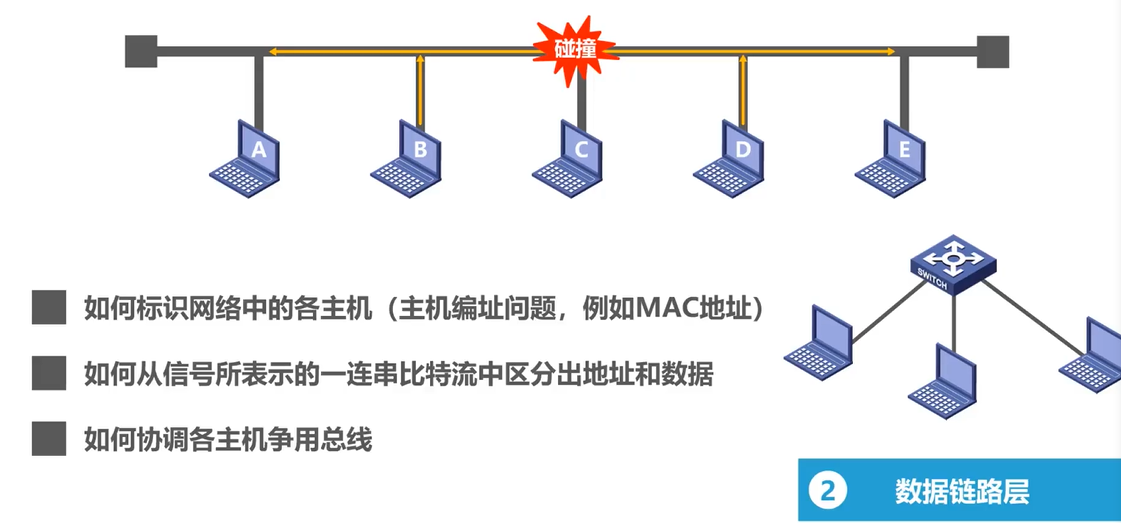 碰撞
A
B
C
D
E
SWITCH
如何标识网络中的各主机（主机编址问题，例如MAC地址）
如何从信号所表示的一连串比特流中区分出地址和数据
如何协调各主机争用总线
2 数据链路层